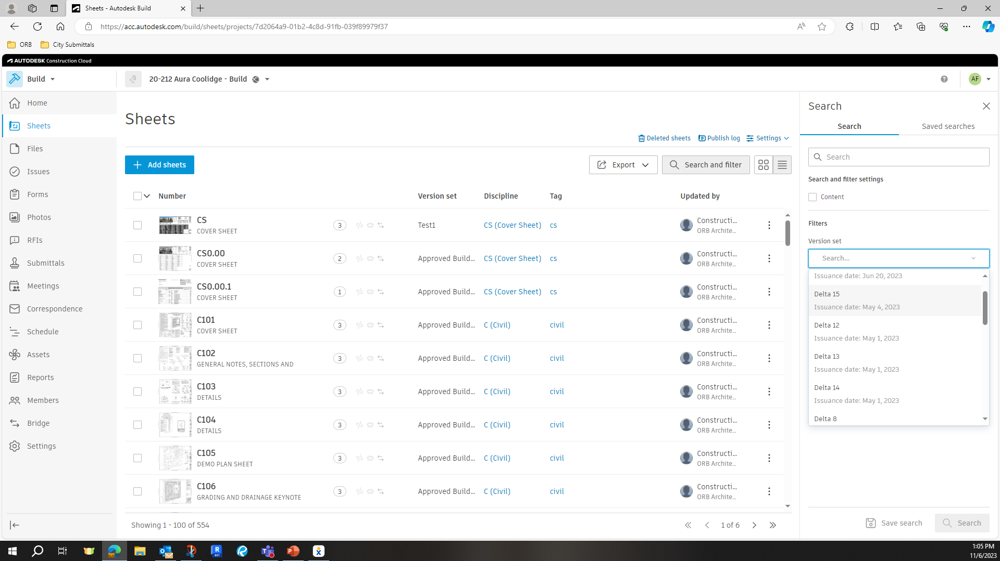 Sheets - Autodesk Build
https://acc.autodesk.com/build/sheets/projects/7d2064a9-01b2-4c8d-91fb-039f89979f37
ORB
City Submittals
AUTODESK Construction Cloud
Build
20-212 Aura Coolidge - Build
AF
Home
Sheets
Files
Issues
Forms
Photos
RFIs
Submittals
Meetings
Correspondence
Schedule
Assets
Reports
Members
Bridge
Settings
Sheets
Deleted sheets
Publish log
Settings
Add sheets
Export
Search and filter
Number Version set Discipline Tag Updated by
CS
COVER SHEET
3 Test1 CS (Cover Sheet) cs
Constructi...
ORB Archite...
CS0.00
COVER SHEET
2 Approved Build... CS (Cover Sheet) cs
Constructi...
ORB Archite...
CS0.00.1
COVER SHEET
1 Approved Build... CS (Cover Sheet) cs
Constructi...
ORB Archite...
C101
COVER SHEET
3 Approved Build... C (Civil) civil
Constructi...
ORB Archite...
C102
GENERAL NOTES, SECTIONS AND
3 Approved Build... C (Civil) civil
Constructi...
ORB Archite...
C103
DETAILS
3 Approved Build... C (Civil) civil
Constructi...
ORB Archite...
C104
DETAILS
3 Approved Build... C (Civil) civil
Constructi...
ORB Archite...
C105
DEMO PLAN SHEET
3 Approved Build... C (Civil) civil
Constructi...
ORB Archite...
C106
GRADING AND DRAINAGE KEYNOTE
3 Approved Build... C (Civil) civil
Constructi...
ORB Archite...
Showing 1 - 100 of 554
1 of 6
Search
Search
Saved searches
Search
Search and filter settings
Content
Filters
Version set
Search...
Issuance date: Jun 20, 2023
Delta 15
Issuance date: May 4, 2023
Delta 12
Issuance date: May 1, 2023
Delta 13
Issuance date: May 1, 2023
Delta 14
Issuance date: May 1, 2023
Delta 8
Save search
Search
1:05 PM
11/6/2023